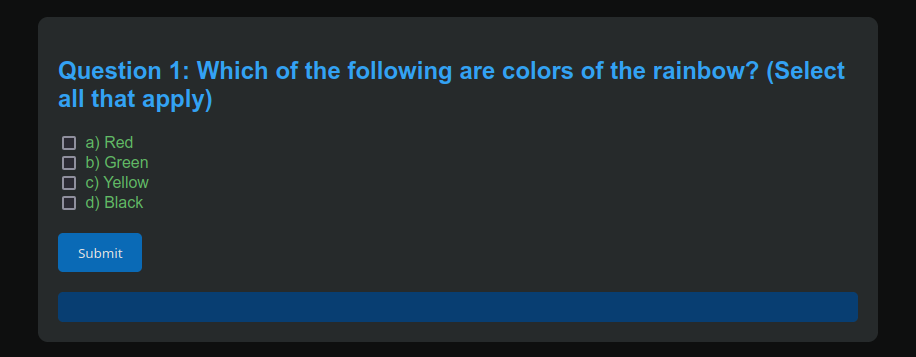 Question 1: Which of the following are colors of the rainbow? (Select
all that apply)
a) Red
b) Green
c) Yellow
d) Black
Submit